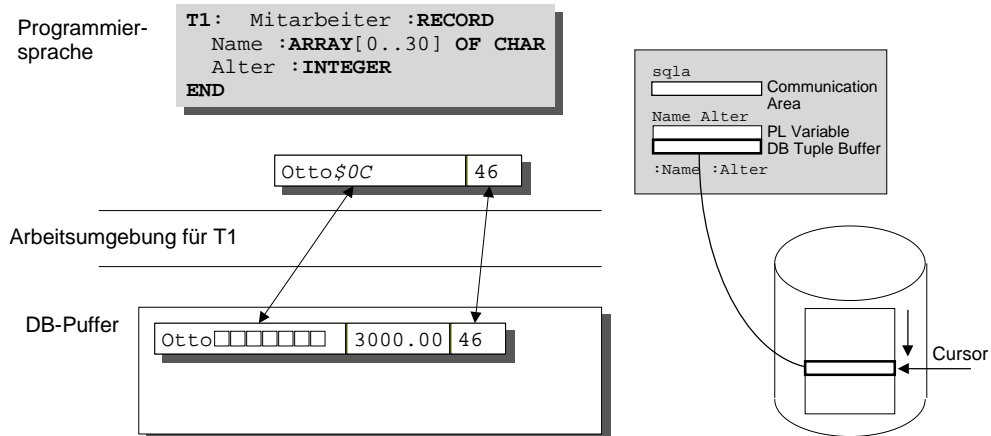 Programmier-
sprache
T1: Mitarbeiter :RECORD
Name :ARRAY[0..30] OF CHAR
Alter :INTEGER
END
Otto$0C
46
Arbeitsumgebung für T1
DB-Puffer
Otto□□□□□□□
3000.00
46
sqla
Communication
Area
Name Alter
PL Variable
DB Tuple Buffer
:Name :Alter
Cursor